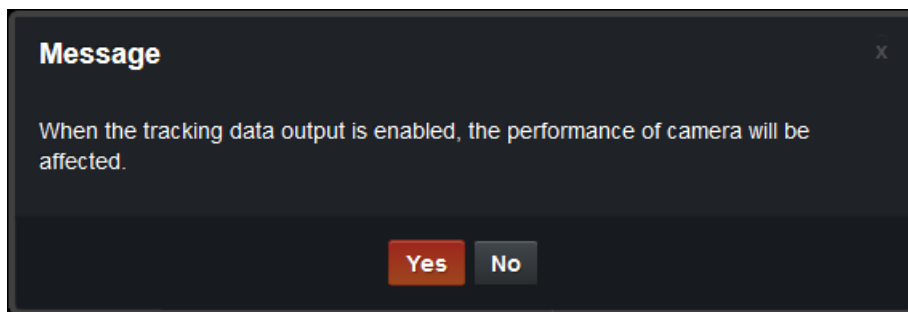 Message
x
When the tracking data output is enabled, the performance of camera will be
affected.
Yes No